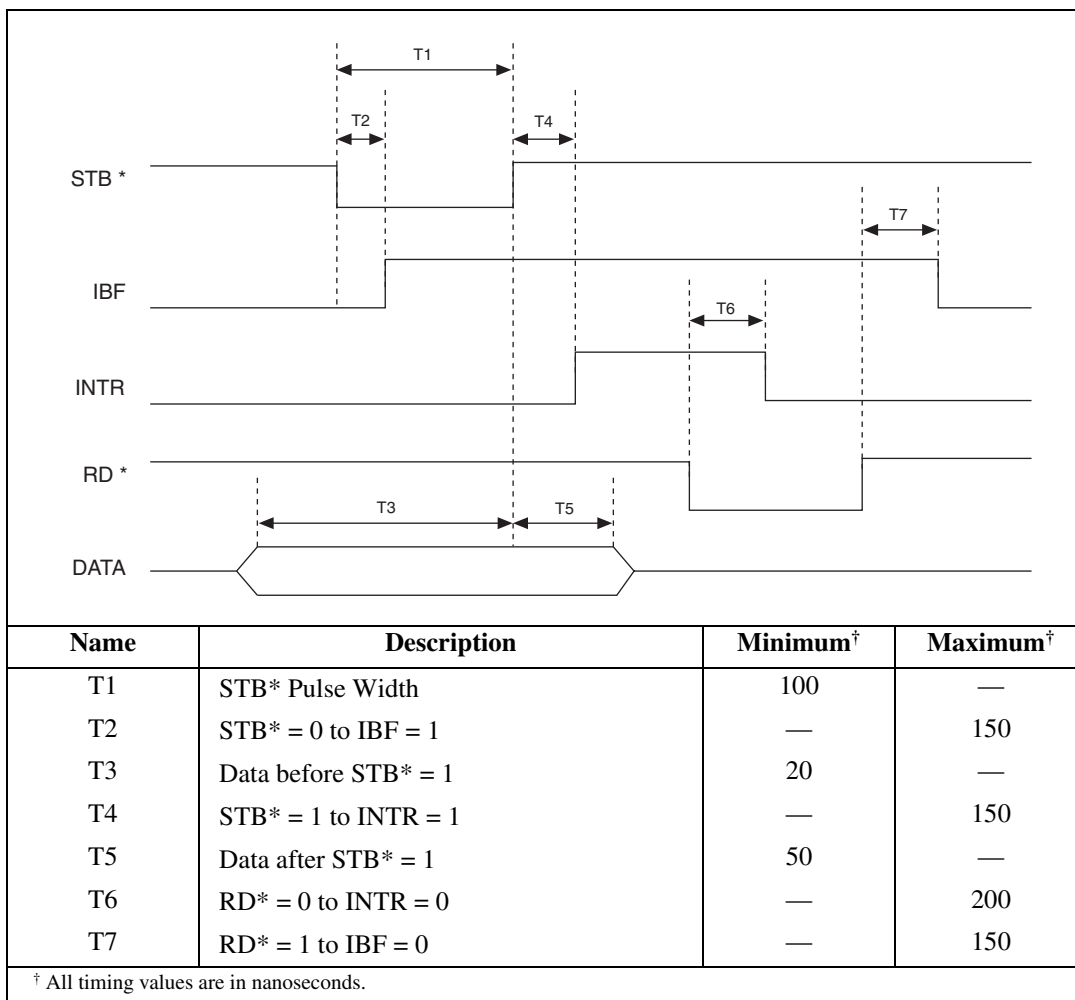 T1
T2
T4
STB *
T7
IBF
T6
INTR
RD *
T3
T5
DATA
Name Description Minimum† Maximum†
T1 STB* Pulse Width 100 —
T2 STB* = 0 to IBF = 1 — 150
T3 Data before STB* = 1 20 —
T4 STB* = 1 to INTR = 1 — 150
T5 Data after STB* = 1 50 —
T6 RD* = 0 to INTR = 0 — 200
T7 RD* = 1 to IBF = 0 — 150
† All timing values are in nanoseconds.